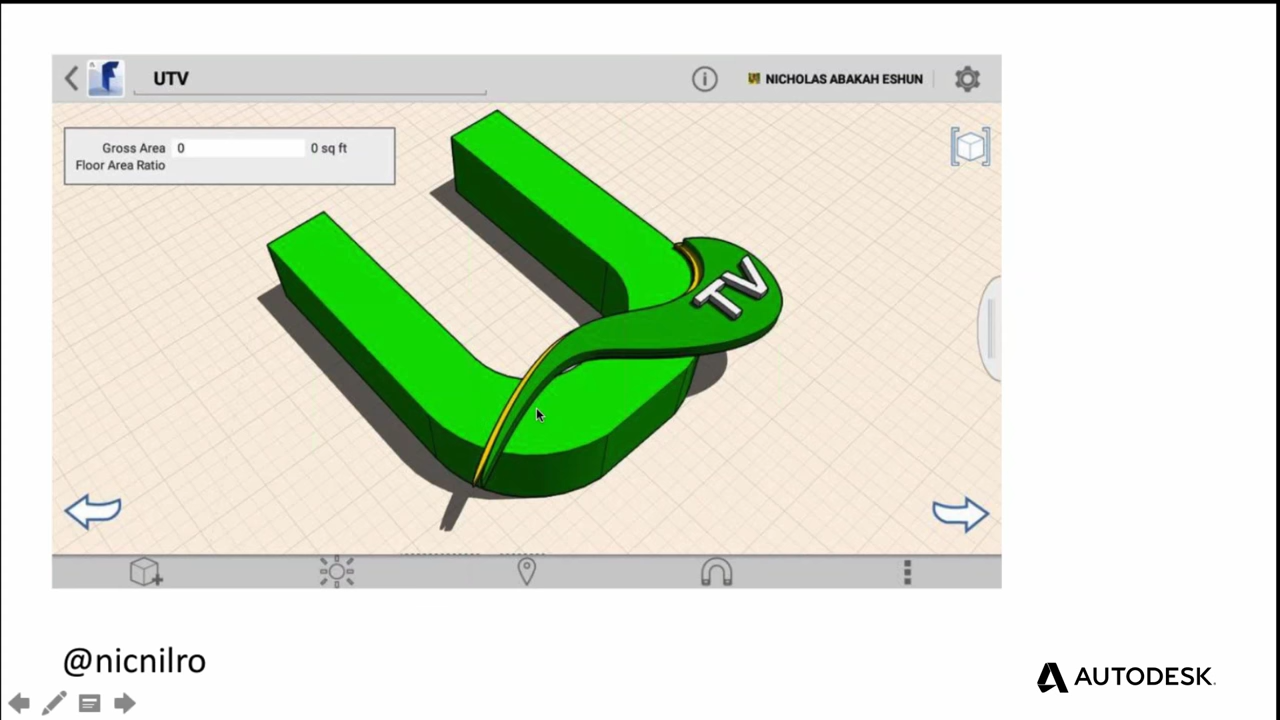 UTV
NICHOLAS ABAKAH ESHUN
Gross Area 0 0 sq ft
Floor Area Ratio
TV
@nicnilro
AUTODESK.